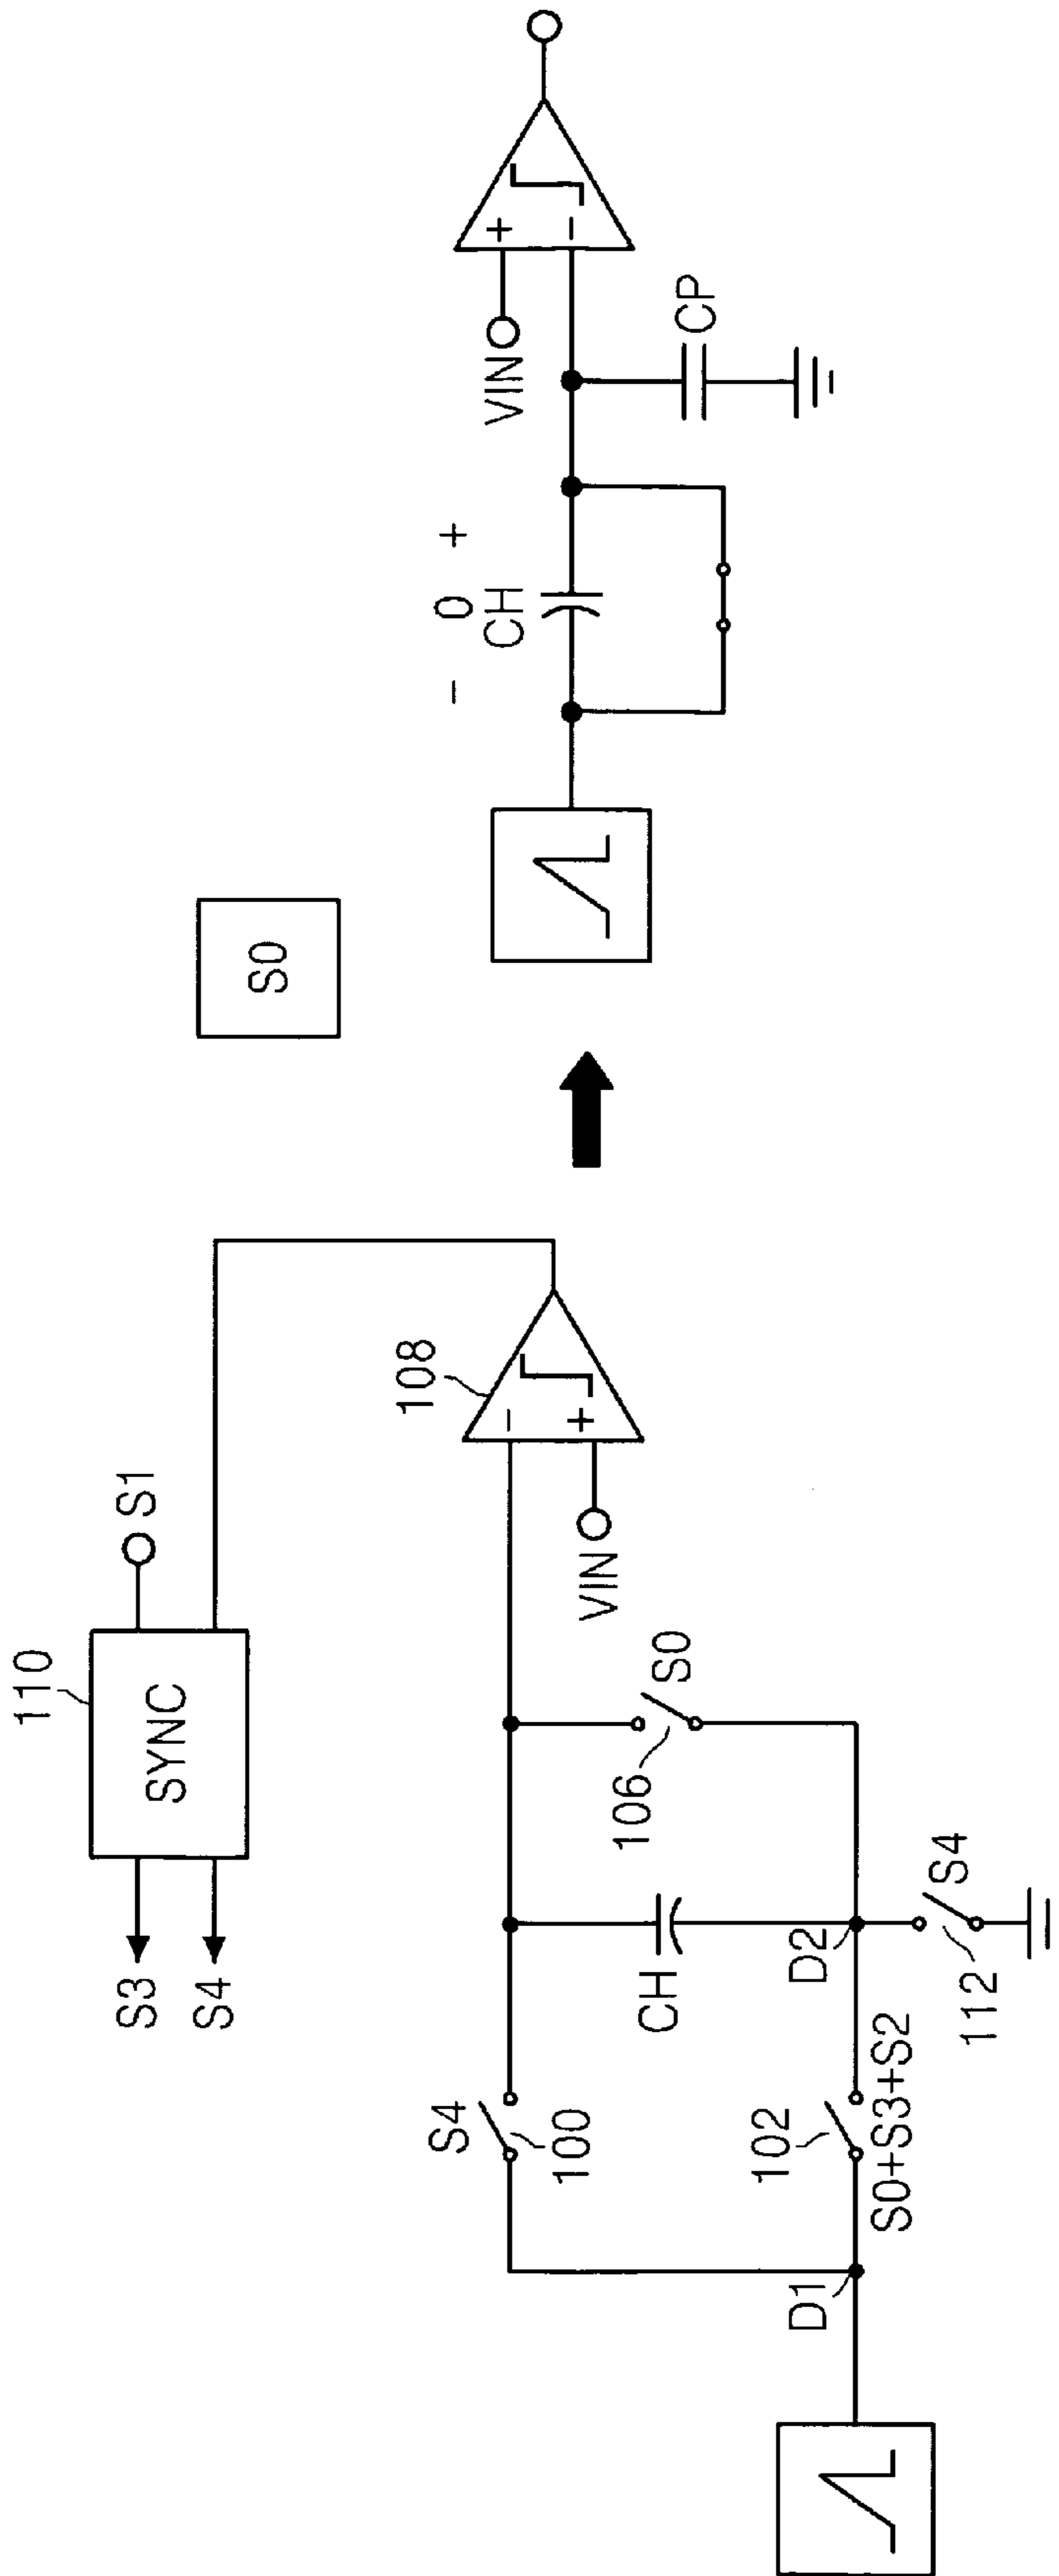 110
SYNC
S1
S3
S4
108
−
+
VIN
S4
100
CH
106
S0
102
S0+S3+S2
D1
D2
112
S4
S0
− 0 +
CH
VIN
+
−
CP